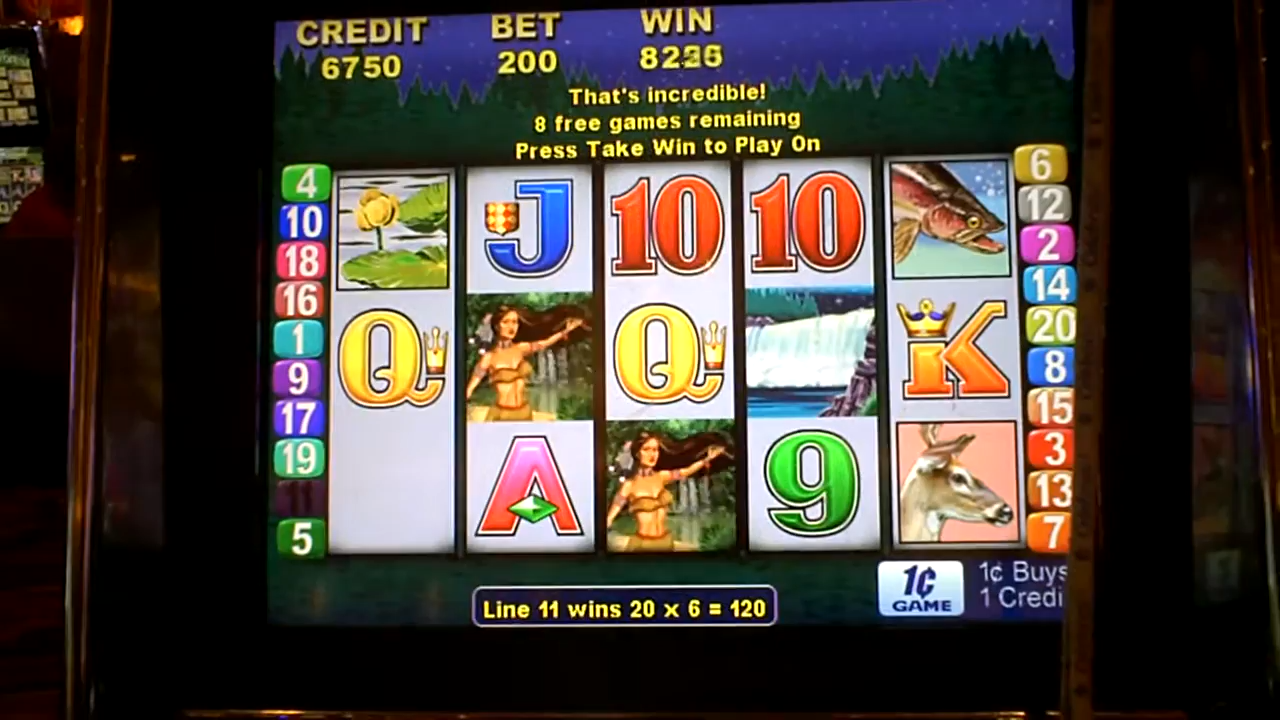 CREDIT BET WIN
6750 200
That's incredible!
8 free games remaining
Press Take Win to Play On
4 6
10 12
18 2
16 14
1 20
9 8
17 15
19 3
13
5 7
J 10 10
Q Q K
A 9
Line 11 wins 20 x 6 = 120
1¢ GAME
1¢ Buys
1 Credi